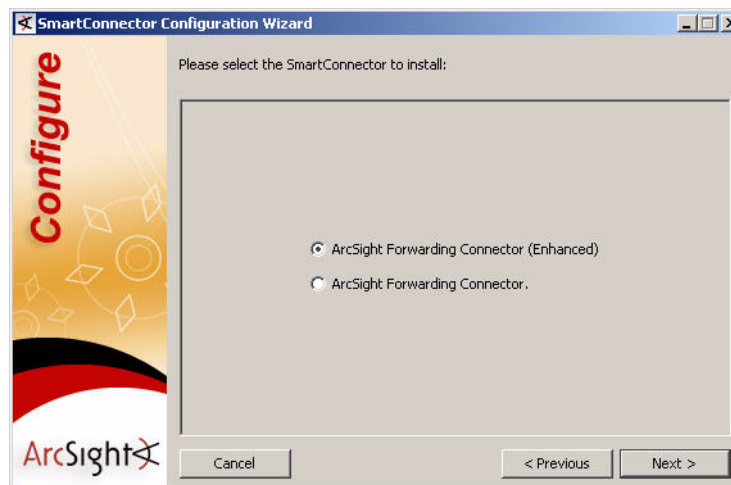 SmartConnector Configuration Wizard
Configure
Please select the SmartConnector to install:
ArcSight Forwarding Connector (Enhanced)
ArcSight Forwarding Connector.
ArcSight
Cancel
< Previous
Next >